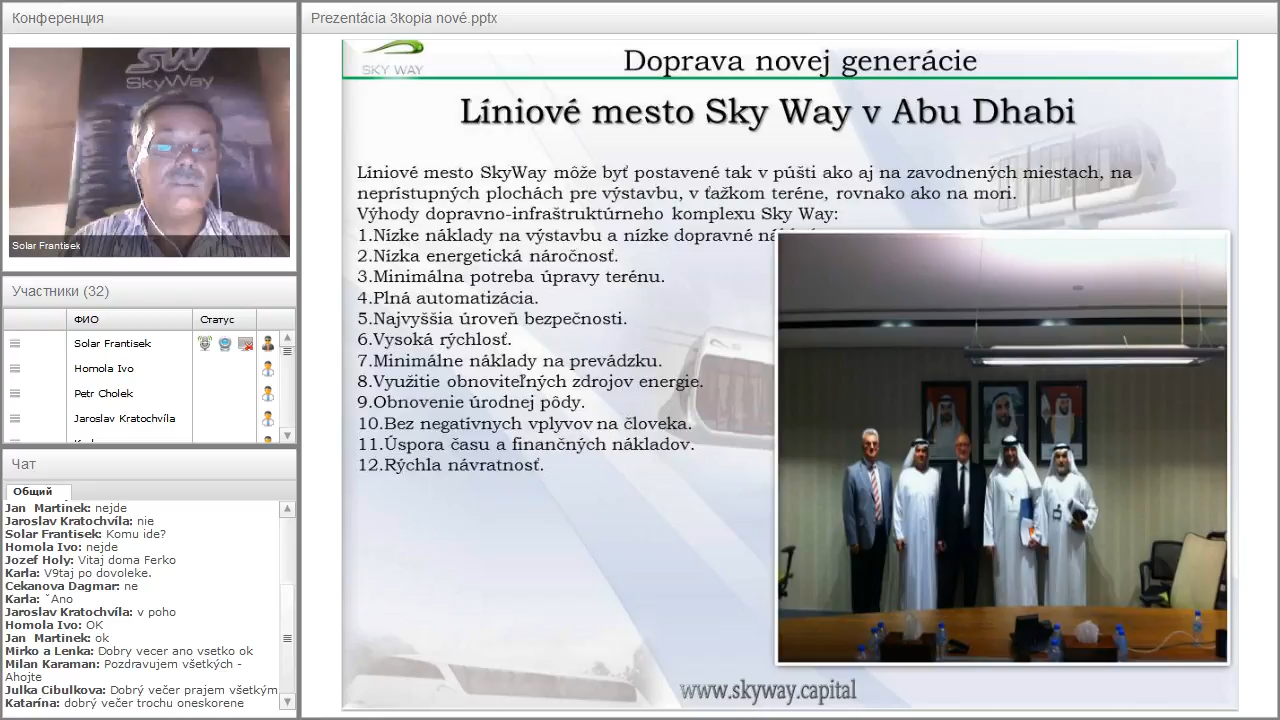 Конференция
SW
SkyWay
Solar Frantisek
Участники (32)
ФИО
Статус
Solar Frantisek
Homola Ivo
Petr Cholek
Jaroslav Kratochvíla
Чат
Общий
Jan Martinek: nejde
Jaroslav Kratochvíla: nie
Solar Frantisek: Komu ide?
Homola Ivo: nejde
Jozef Holy: Vitaj doma Ferko
Karla: V9taj po dovoleke.
Cekanova Dagmar: ne
Karla: ˇAno
Jaroslav Kratochvíla: v poho
Homola Ivo: OK
Jan Martinek: ok
Mirko a Lenka: Dobry vecer ano vsetko ok
Milan Karaman: Pozdravujem všetkých -
Ahojte
Julka Cibulkova: Dobrý večer prajem všetkým
Katarína: dobrý večer trochu oneskorene
Prezentácia 3kopia nové.pptx
SKY WAY
Doprava novej generácie
Líniové mesto Sky Way v Abu Dhabi
Líniové mesto SkyWay môže byť postavené tak v púšti ako aj na zavodnených miestach, na
neprístupných plochách pre výstavbu, v ťažkom teréne, rovnako ako na mori.
Výhody dopravno-infraštruktúrneho komplexu Sky Way:
1.Nízke náklady na výstavbu a nízke dopravné
2.Nízka energetická náročnosť.
3.Minimálna potreba úpravy terénu.
4.Plná automatizácia.
5.Najvyššia úroveň bezpečnosti.
6.Vysoká rýchlosť.
7.Minimálne náklady na prevádzku.
8.Využitie obnoviteľných zdrojov energie.
9.Obnovenie úrodnej pôdy.
10.Bez negatívnych vplyvov na človeka.
11.Úspora času a finančných nákladov.
12.Rýchla návratnosť.
www.skyway.capital